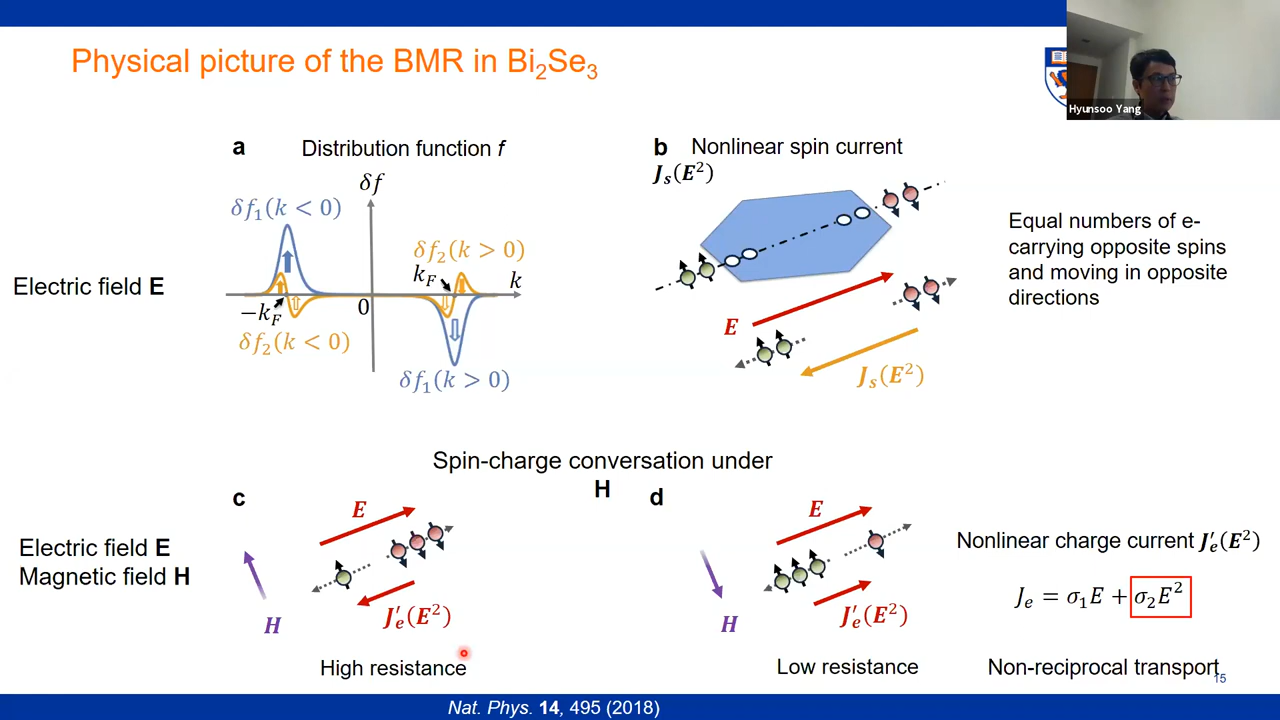 Physical picture of the BMR in Bi₂Se₃
Hyunsoo Yang
a Distribution function f
δf
δf₁(k < 0)
δf₂(k > 0)
k_F
k
0
−k_F
δf₂(k < 0)
δf₁(k > 0)
Electric field E
b Nonlinear spin current
Jₛ(E²)
E
Jₛ(E²)
Equal numbers of e-
carrying opposite spins
and moving in opposite
directions
Spin-charge conversation under
H
c
E
H
J′ₑ(E²)
High resistance
Electric field E
Magnetic field H
d
E
H
J′ₑ(E²)
Low resistance
Nonlinear charge current J′ₑ(E²)
Jₑ = σ₁E + σ₂E²
Non-reciprocal transport
15
Nat. Phys. 14, 495 (2018)